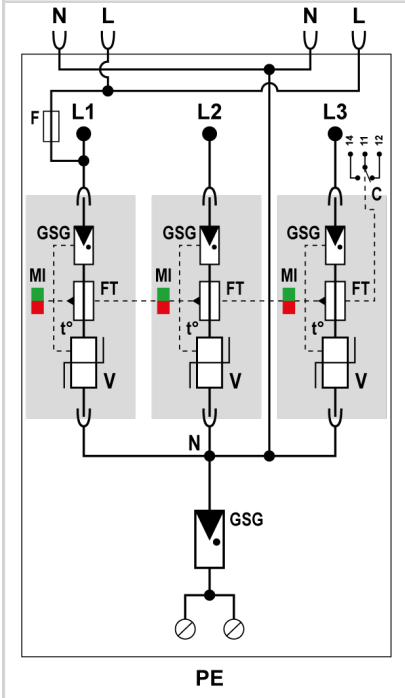 N L N L
F L1 L2 L3
14 11 12
C
GSG GSG GSG
MI FT MI FT MI FT
t° t° t°
V V V
N
GSG
PE